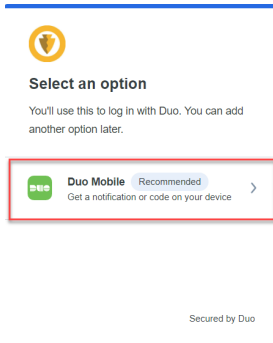 Select an option
You'll use this to log in with Duo. You can add
another option later.
Duo Mobile Recommended
DUO
Get a notification or code on your device
Secured by Duo